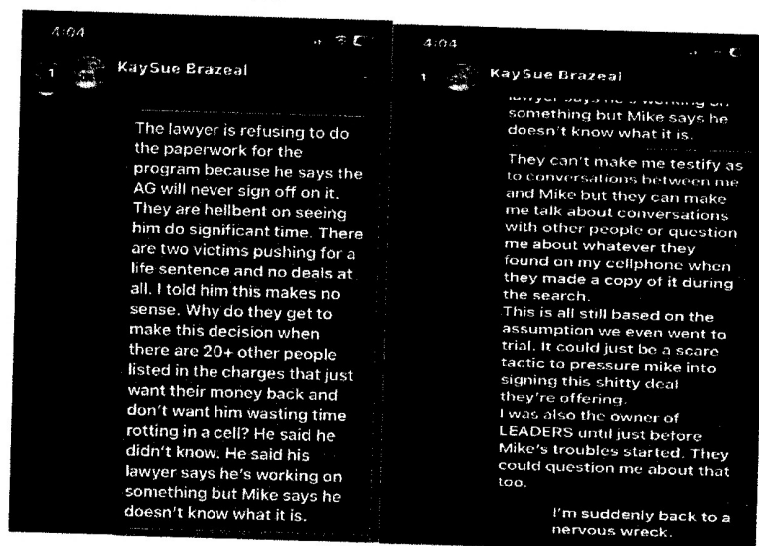 4:04
1
KaySue Brazeal
The lawyer is refusing to do
the paperwork for the
program because he says the
AG will never sign off on it.
They are hellbent on seeing
him do significant time. There
are two victims pushing for a
life sentence and no deals at
all. I told him this makes no
sense. Why do they get to
make this decision when
there are 20+ other people
listed in the charges that just
want their money back and
don't want him wasting time
rotting in a cell? He said he
didn't know. He said his
lawyer says he's working on
something but Mike says he
doesn't know what it is.
4:04
1
KaySue Brazeal
lawyer says he's working on
something but Mike says he
doesn't know what it is.
They can't make me testify as
to conversations between me
and Mike but they can make
me talk about conversations
with other people or question
me about whatever they
found on my cellphone when
they made a copy of it during
the search.
This is all still based on the
assumption we even went to
trial. It could just be a scare
tactic to pressure mike into
signing this shitty deal
they're offering.
I was also the owner of
LEADERS until just before
Mike's troubles started. They
could question me about that
too.
I'm suddenly back to a
nervous wreck.